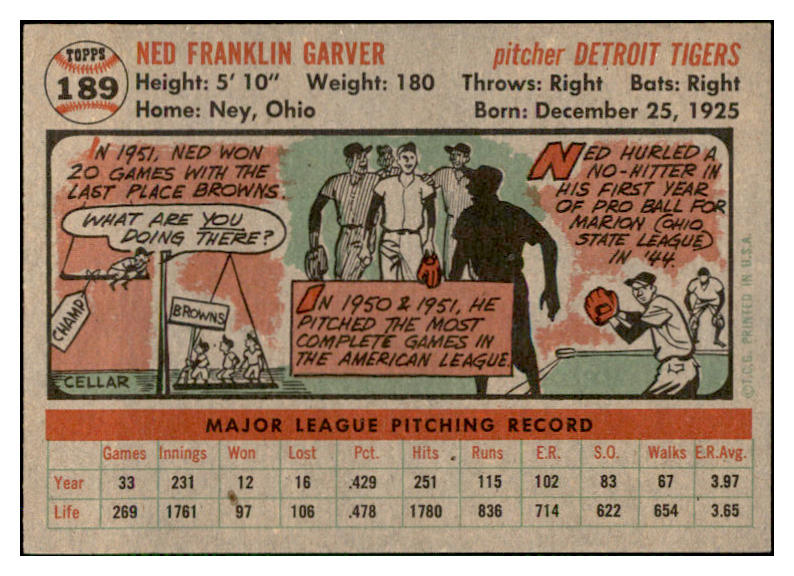 TOPPS
189
NED FRANKLIN GARVER
pitcher DETROIT TIGERS
Height: 5' 10" Weight: 180 Throws: Right Bats: Right
Home: Ney, Ohio
Born: December 25, 1925
IN 1951, NED WON
20 GAMES WITH THE
LAST PLACE BROWNS.
WHAT ARE YOU
DOING THERE?
CHAMP
BROWNS
CELLAR
IN 1950 & 1951, HE
PITCHED THE MOST
COMPLETE GAMES IN
THE AMERICAN LEAGUE.
NED HURLED A
NO-HITTER IN
HIS FIRST YEAR
OF PRO BALL FOR
MARION (OHIO
STATE LEAGUE)
IN '44.
©T.C.G. PRINTED IN U.S.A.
MAJOR LEAGUE PITCHING RECORD
Games Innings Won Lost Pct. Hits Runs E.R. S.O. Walks E.R.Avg.
Year 33 231 12 16 .429 251 115 102 83 67 3.97
Life 269 1761 97 106 .478 1780 836 714 622 654 3.65